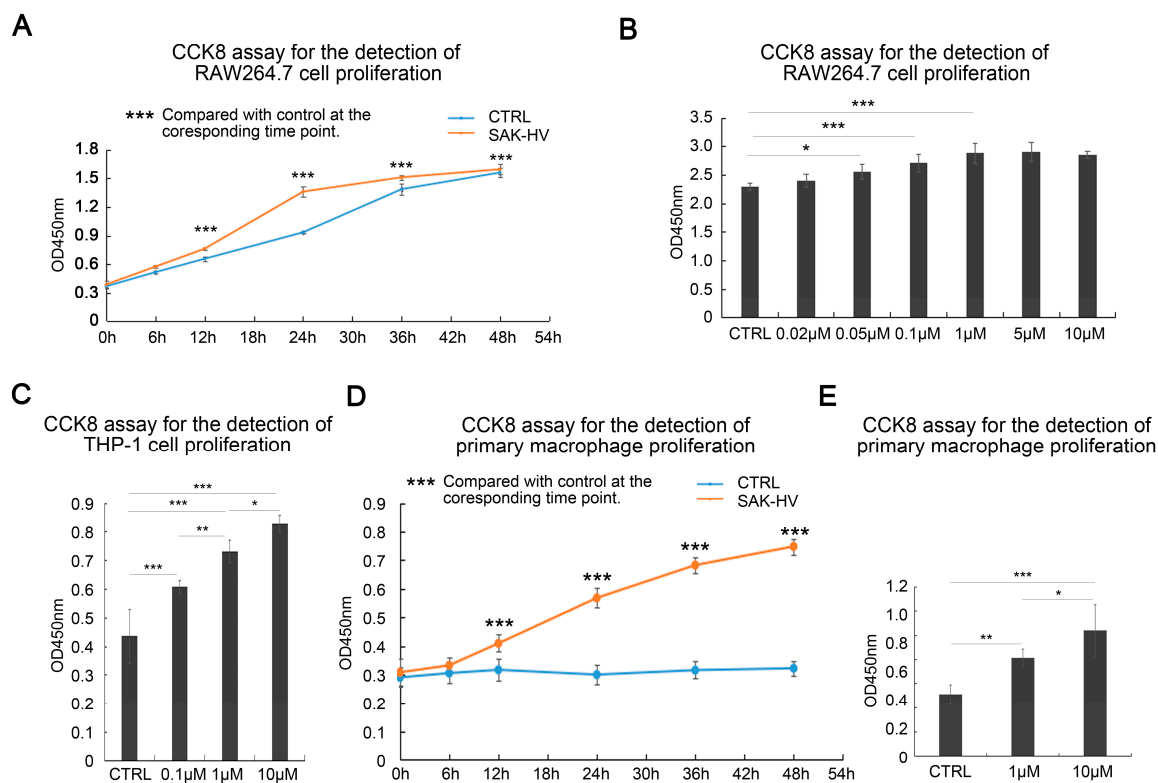 A
CCK8 assay for the detection of
RAW264.7 cell proliferation
*** Compared with control at the
coresponding time point.
CTRL
SAK-HV
OD450nm
1.8
1.5
1.2
0.9
0.6
0.3
0
*** *** *** ***
0h 6h 12h 18h 24h 30h 36h 42h 48h 54h
B
CCK8 assay for the detection of
RAW264.7 cell proliferation
***
***
*
OD450nm
3.5
3.0
2.5
2.0
1.5
1.0
0.5
0
CTRL 0.02μM 0.05μM 0.1μM 1μM 5μM 10μM
C
CCK8 assay for the detection of
THP-1 cell proliferation
***
*** *
**
***
OD450nm
0.9
0.8
0.7
0.6
0.5
0.4
0.3
0.2
0.1
0
CTRL 0.1μM 1μM 10μM
D
CCK8 assay for the detection of
primary macrophage proliferation
*** Compared with control at the
coresponding time point.
CTRL
SAK-HV
OD450nm
0.9
0.8
0.7
0.6
0.5
0.4
0.3
0.2
0.1
0
*** *** *** ***
0h 6h 12h 18h 24h 30h 36h 42h 48h 54h
E
CCK8 assay for the detection of
primary macrophage proliferation
***
*
**
OD450nm
1.2
1.0
0.8
0.6
0.4
0.2
0
CTRL 1μM 10μM